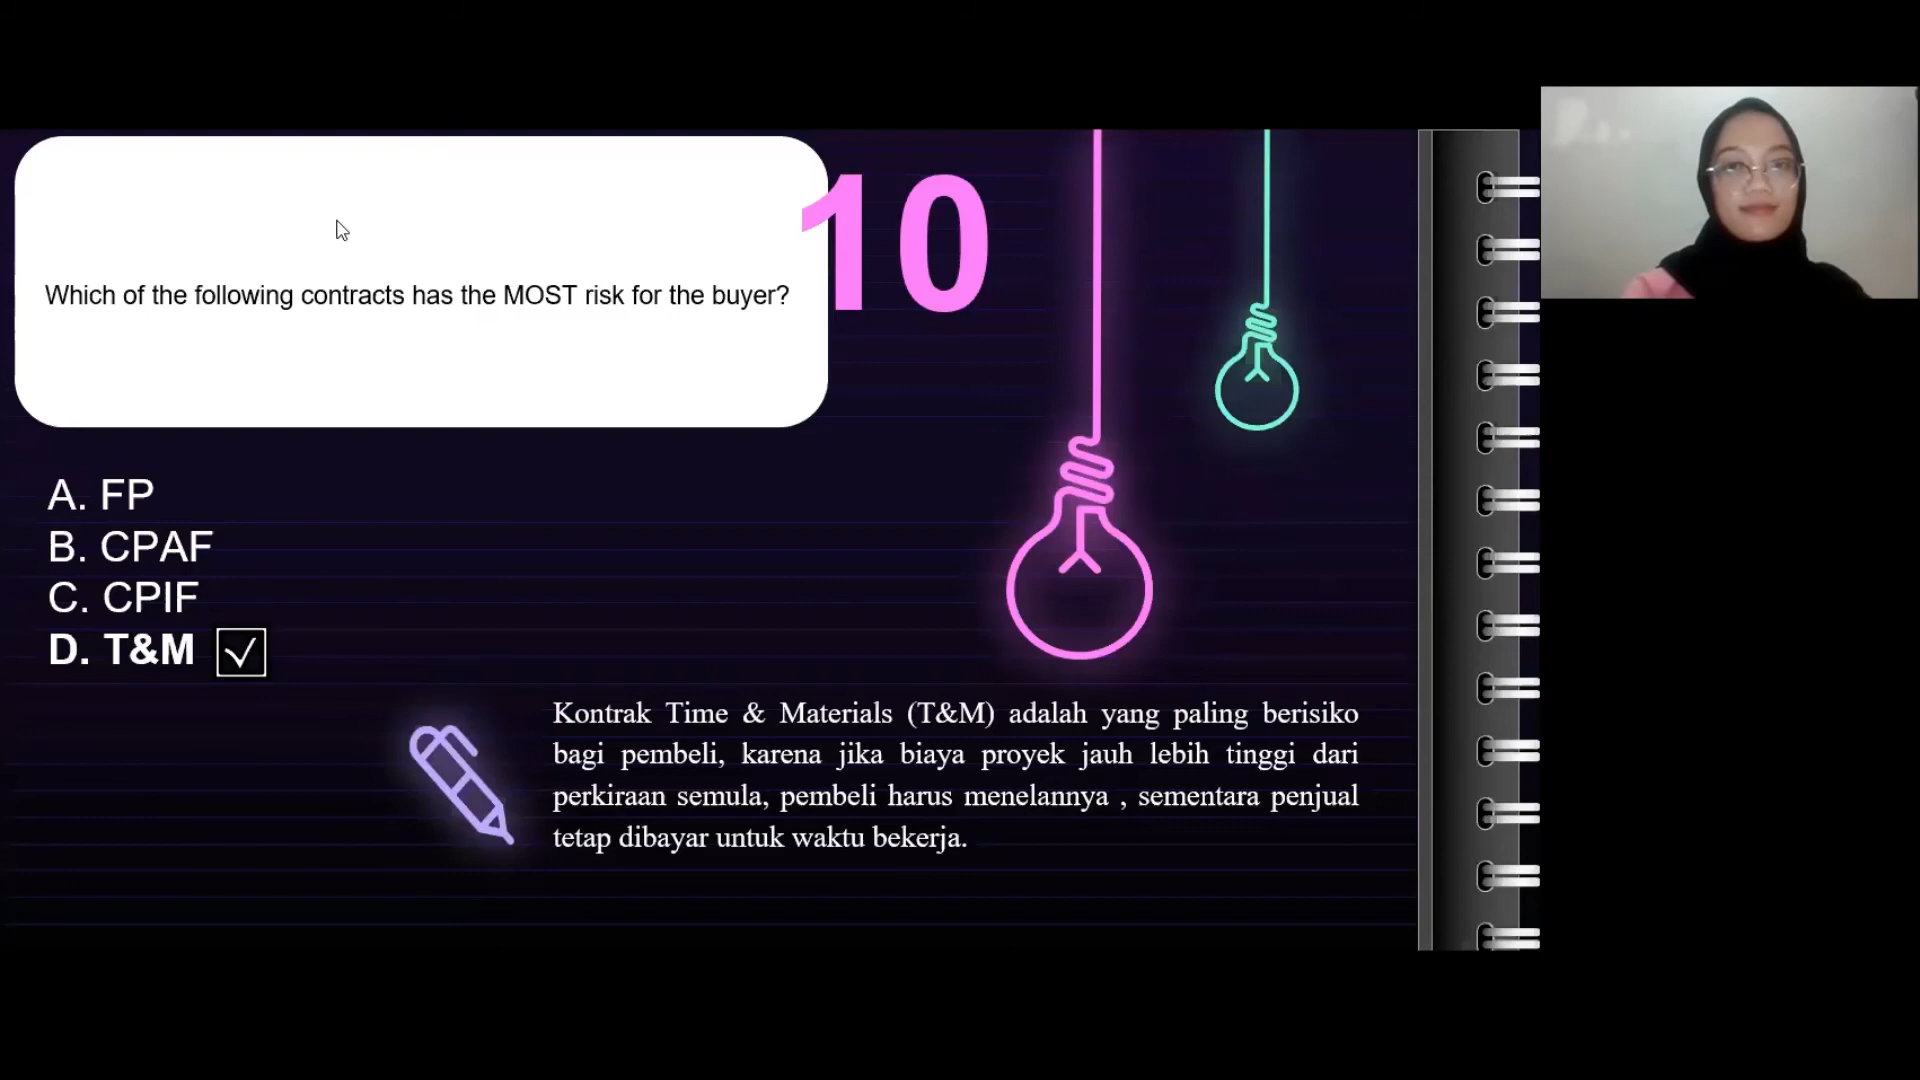 Which of the following contracts has the MOST risk for the buyer?
10
A. FP
B. CPAF
C. CPIF
D. T&M
Kontrak Time & Materials (T&M) adalah yang paling berisiko
bagi pembeli, karena jika biaya proyek jauh lebih tinggi dari
perkiraan semula, pembeli harus menelannya , sementara penjual
tetap dibayar untuk waktu bekerja.